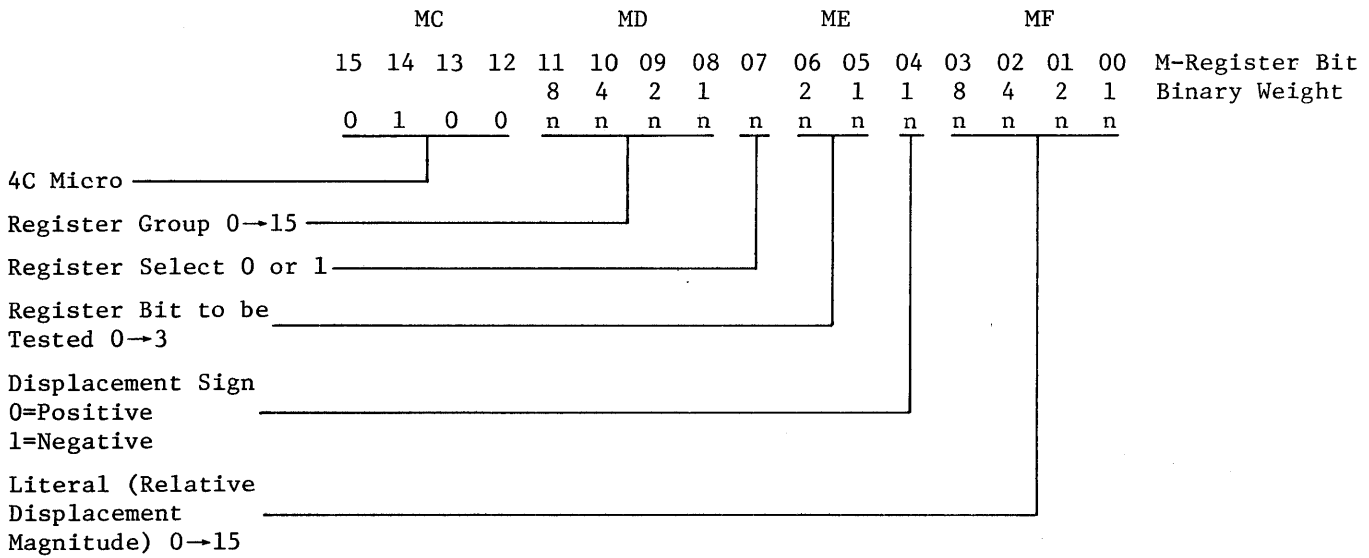 MC MD ME MF
15 14 13 12 11 10 09 08 07 06 05 04 03 02 01 00 M-Register Bit
8 4 2 1 2 1 1 8 4 2 1 Binary Weight
0 1 0 0 n n n n n n n n n n n n
4C Micro
Register Group 0→15
Register Select 0 or 1
Register Bit to be
Tested 0→3
Displacement Sign
0=Positive
1=Negative
Literal (Relative
Displacement
Magnitude) 0→15